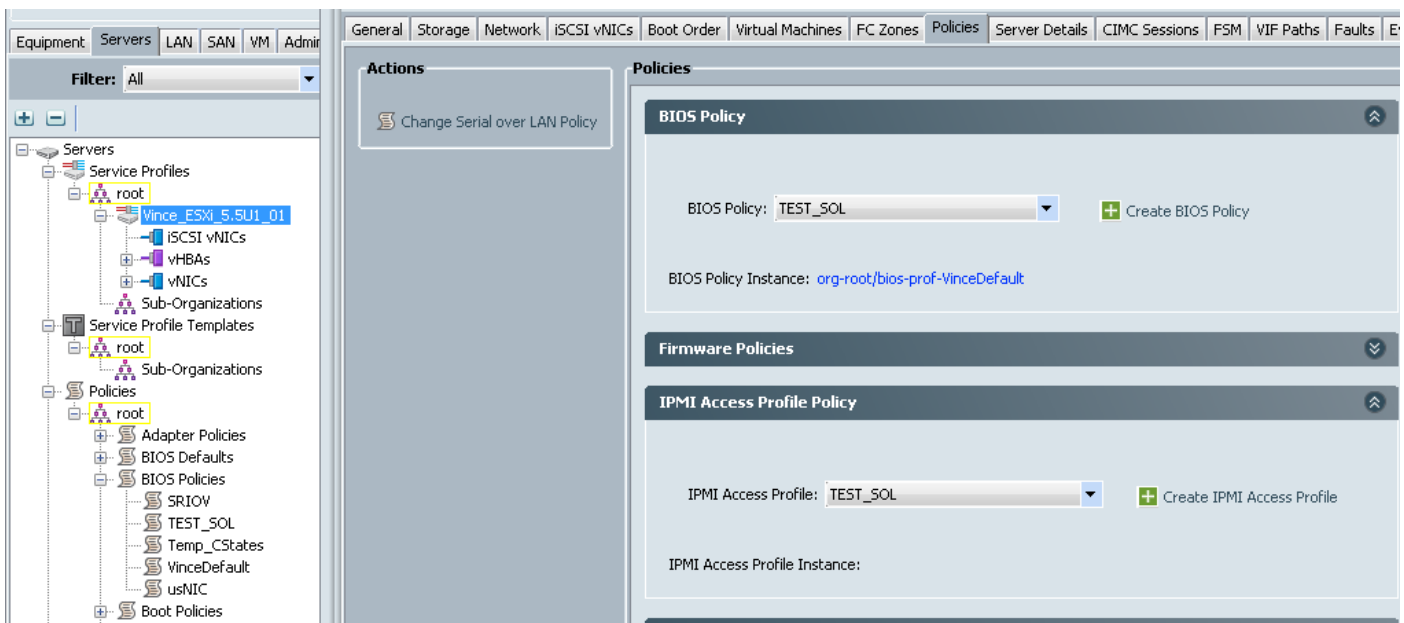 Equipment Servers LAN SAN VM Admin
Filter: All
Servers
Service Profiles
root
Vince_ESXi_5.5U1_01
iSCSI vNICs
vHBAs
vNICs
Sub-Organizations
Service Profile Templates
root
Sub-Organizations
Policies
root
Adapter Policies
BIOS Defaults
BIOS Policies
SRIOV
TEST_SOL
Temp_CStates
VinceDefault
usNIC
Boot Policies
General Storage Network iSCSI vNICs Boot Order Virtual Machines FC Zones Policies Server Details CIMC Sessions FSM VIF Paths Faults
Actions
Change Serial over LAN Policy
Policies
BIOS Policy
BIOS Policy: TEST_SOL Create BIOS Policy
BIOS Policy Instance: org-root/bios-prof-VinceDefault
Firmware Policies
IPMI Access Profile Policy
IPMI Access Profile: TEST_SOL Create IPMI Access Profile
IPMI Access Profile Instance: